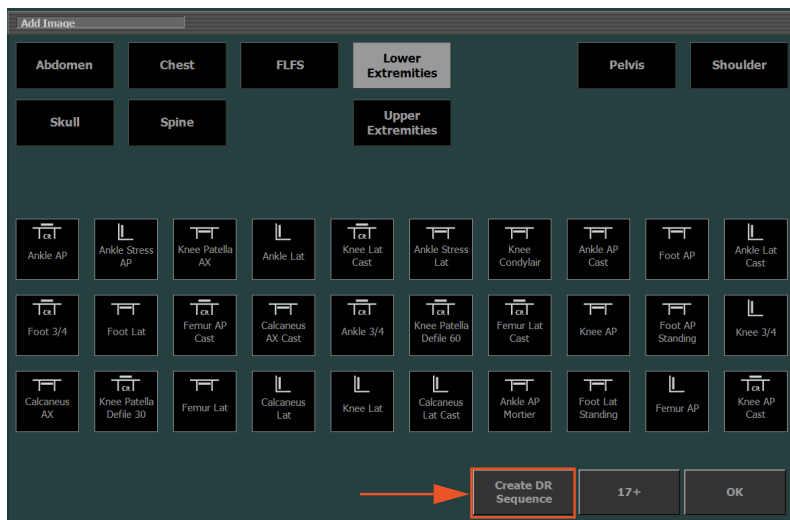 Add Image
Abdomen
Chest
FLFS
Lower
Extremities
Pelvis
Shoulder
Skull
Spine
Upper
Extremities
CR
Ankle AP
Ankle Stress
AP
Knee Patella
AX
Ankle Lat
CR
Knee Lat
Cast
Ankle Stress
Lat
Knee
Condylair
Ankle AP
Cast
Foot AP
Ankle Lat
Cast
CR
Foot 3/4
Foot Lat
CR
Femur AP
Cast
Calcaneus
AX Cast
CR
Ankle 3/4
CR
Knee Patella
Defile 60
CR
Femur Lat
Cast
Knee AP
Foot AP
Standing
Knee 3/4
Calcaneus
AX
CR
Knee Patella
Defile 30
Femur Lat
Calcaneus
Lat
Knee Lat
Calcaneus
Lat Cast
Ankle AP
Mortier
Foot Lat
Standing
Femur AP
CR
Knee AP
Cast
Create DR
Sequence
17+
OK